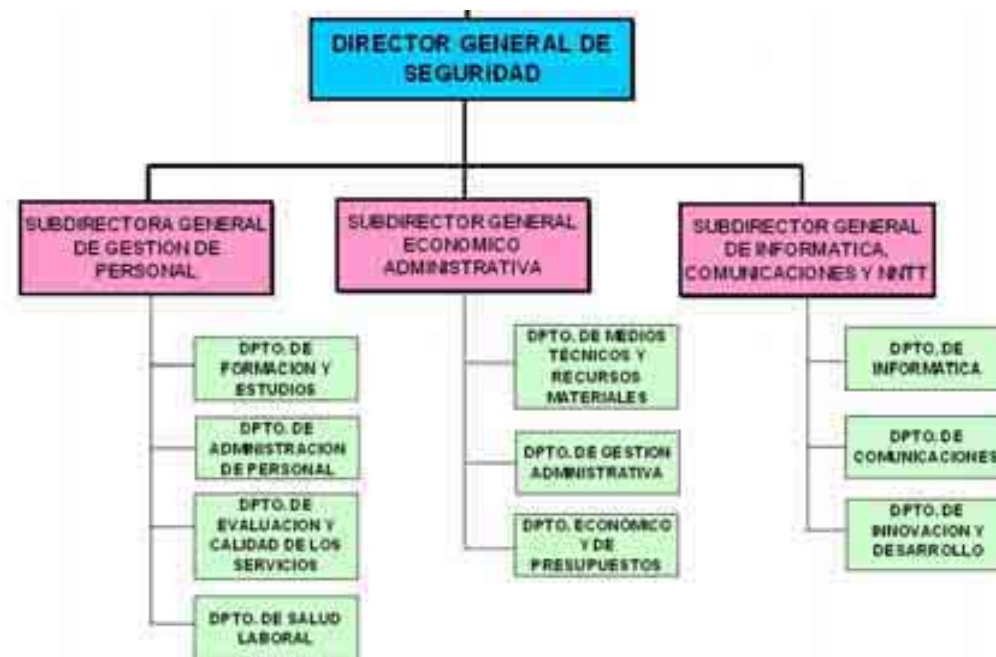 DIRECTOR GENERAL DE
SEGURIDAD
SUBDIRECTORA GENERAL
DE GESTION DE
PERSONAL
SUBDIRECTOR GENERAL
ECONOMICO
ADMINISTRATIVA
SUBDIRECTOR GENERAL
DE INFORMATICA,
COMUNICACIONES Y NNTT
DPTO. DE
FORMACION Y
ESTUDIOS
DPTO. DE
ADMINISTRACION
DE PERSONAL
DPTO. DE
EVALUACION Y
CALIDAD DE LOS
SERVICIOS
DPTO. DE SALUD
LABORAL
DPTO. DE MEDIOS
TÉCNICOS Y
RECURSOS
MATERIALES
DPTO. DE GESTION
ADMINISTRATIVA
DPTO. ECONÓMICO
Y DE
PRESUPUESTOS
DPTO. DE
INFORMATICA
DPTO. DE
COMUNICACIONES
DPTO. DE
INNOVACION Y
DESARROLLO